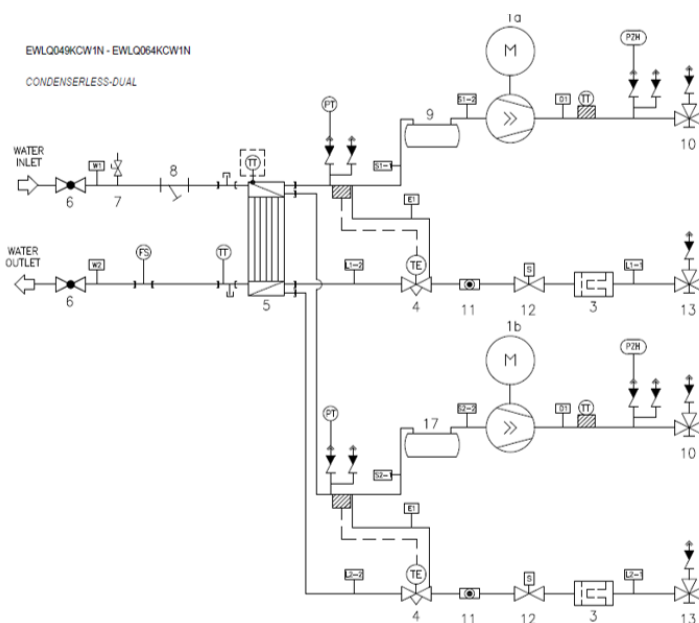 EWLQ049KCW1N - EWLQ064KCW1N
CONDENSERLESS-DUAL
1a
M
PZH
PT
9
S1-2
D1
TT
10
S1-1
WATER
INLET
W1
8
TT
6
7
E1
WATER
OUTLET
W2
FS
TT
L1-2
TE
S
L1-1
6
5
4
11
12
3
13
1b
M
PZH
PT
17
S2-2
D1
TT
10
S2-1
E1
L2-2
TE
S
L2-1
4
11
12
3
13